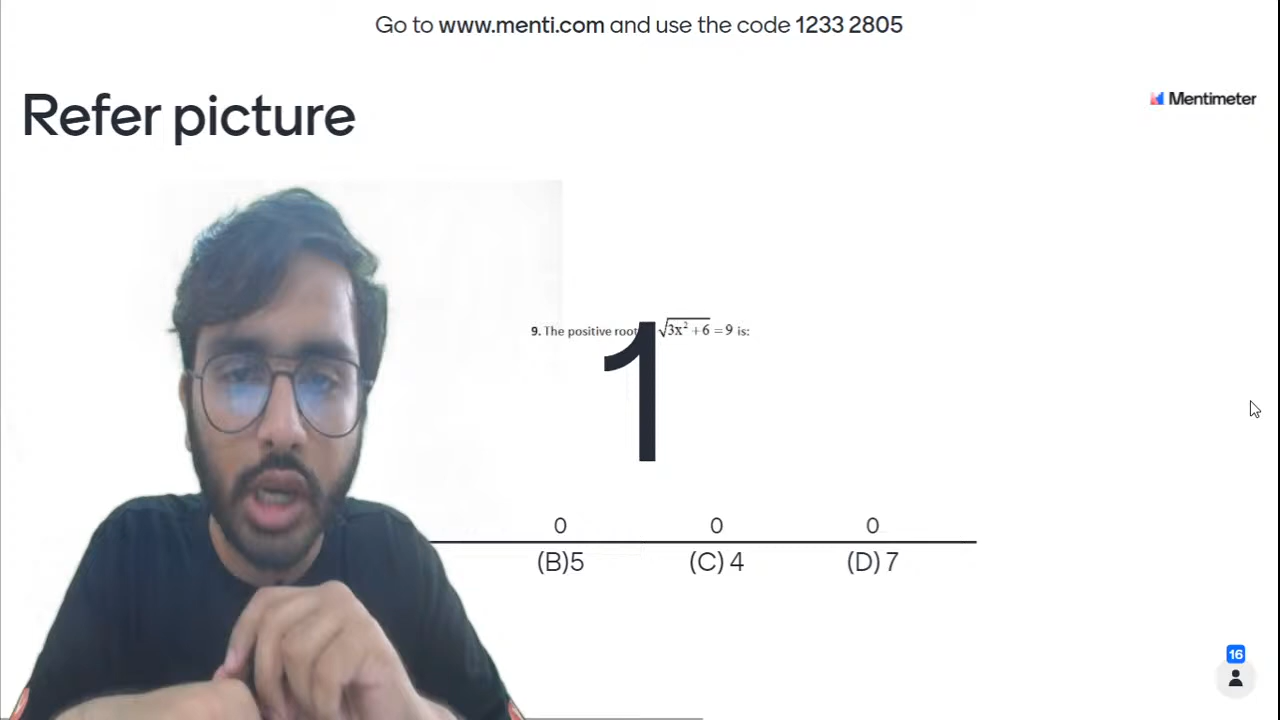 Go to www.menti.com and use the code 1233 2805
Refer picture
Mentimeter
9. The positive root √3x²+6 = 9 is:
1
0 0 0
(B)5 (C) 4 (D) 7
16